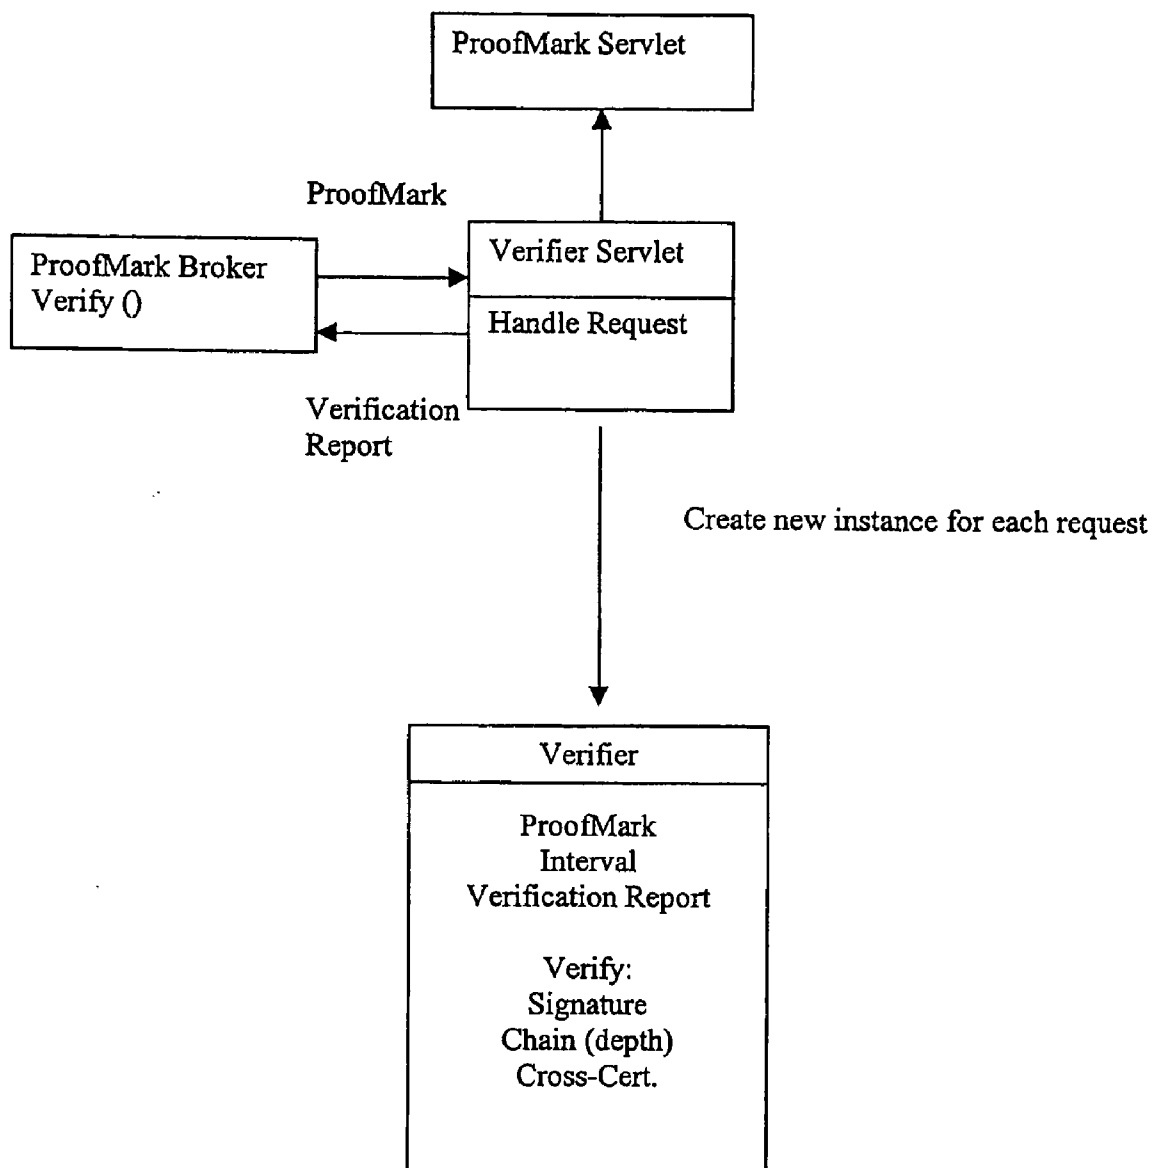 ProofMark Servlet
ProofMark
ProofMark Broker
Verify ()
Verifier Servlet
Handle Request
Verification
Report
Create new instance for each request
Verifier
ProofMark
Interval
Verification Report
Verify:
Signature
Chain (depth)
Cross-Cert.